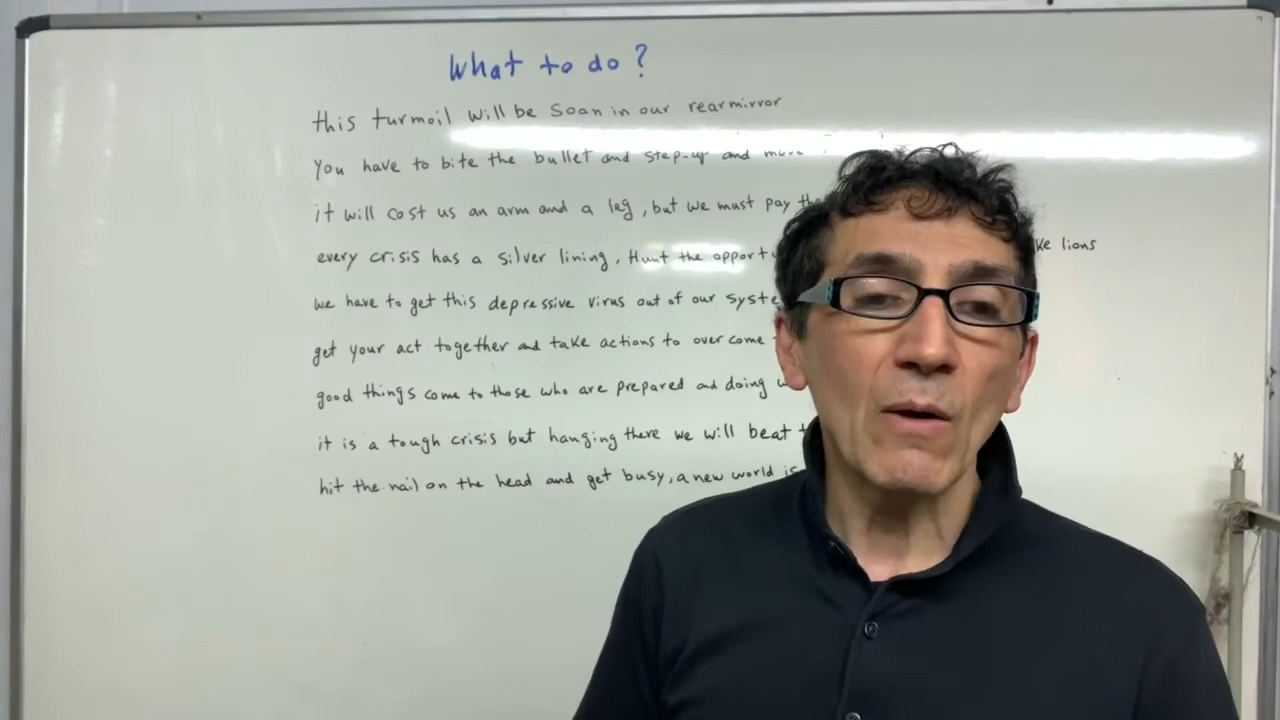 What to do?
this turmoil will be soon in our rearmirror
You have to bite the bullet and step-up and move
it will cost us an arm and a leg, but we must pay
every crisis has a silver lining, Hunt the lions
we have to get this depressive virus out of our
get your act together and take actions to over come
good things come to those who are prepared and doing
it is a tough crisis but hanging there we will beat
hit the nail on the head and get busy, a new world is